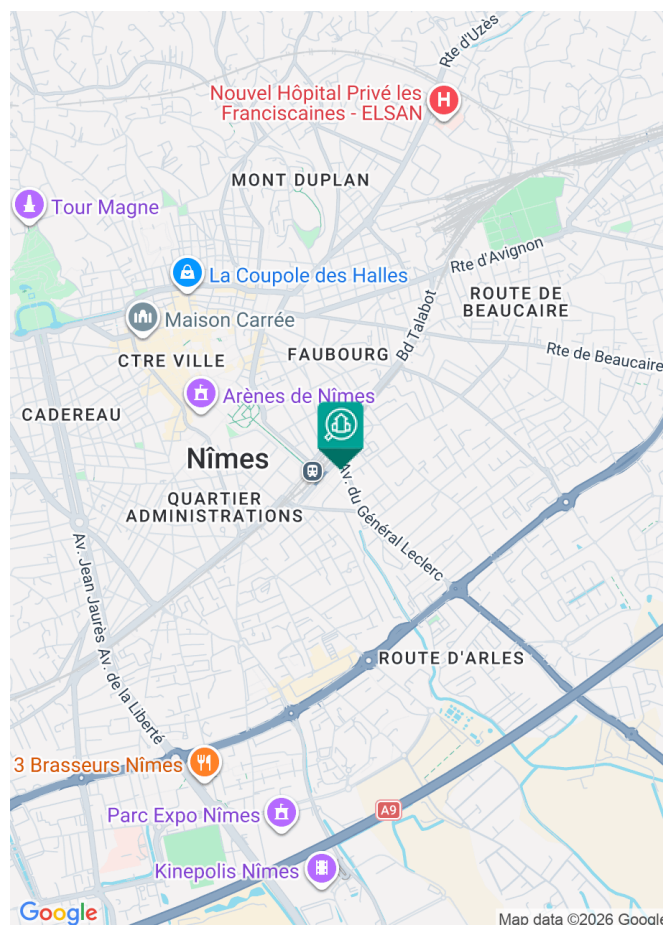 Rte d'Uzès
Nouvel Hôpital Privé les
Franciscaines - ELSAN
H
MONT DUPLAN
Tour Magne
Rte d'Avignon
La Coupole des Halles
ROUTE DE
BEAUCAIRE
Bd Talabot
Maison Carrée
FAUBOURG
Rte de Beaucaire
CTRE VILLE
Arènes de Nîmes
CADEREAU
Nîmes
Av. du Général Leclerc
QUARTIER
ADMINISTRATIONS
Av. Jean Jaurès
ROUTE D'ARLES
Av. de la Liberté
3 Brasseurs Nîmes
Parc Expo Nîmes
A9
Kinepolis Nîmes
Google
Map data ©2026 Google